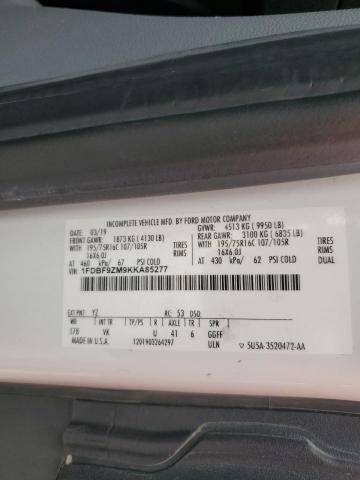 INCOMPLETE VEHICLE MFD. BY FORD MOTOR COMPANY
DATE: 03/19 GVWR: 4513 KG ( 9950 LB)
FRONT GAWR: 1873 KG ( 4130 LB) REAR GAWR: 3100 KG ( 6835 LB)
WITH 195/75R16C 107/105R TIRES WITH 195/75R16C 107/105R TIRES
16X6.0J RIMS 16X6.0J RIMS
AT 460 kPa/ 67 PSI COLD AT 430 kPa/ 62 PSI COLD
VIN: 1FDBF9ZM9KKA85277
EXT PNT: YZ RC: 53 DSO:
WB INT TR TP/PS R AXLE TR SPR
178 VK U 41 6 GGFF
MADE IN U.S.A. 1201903264297 ULN ▽ 5U5A-3520472-AA